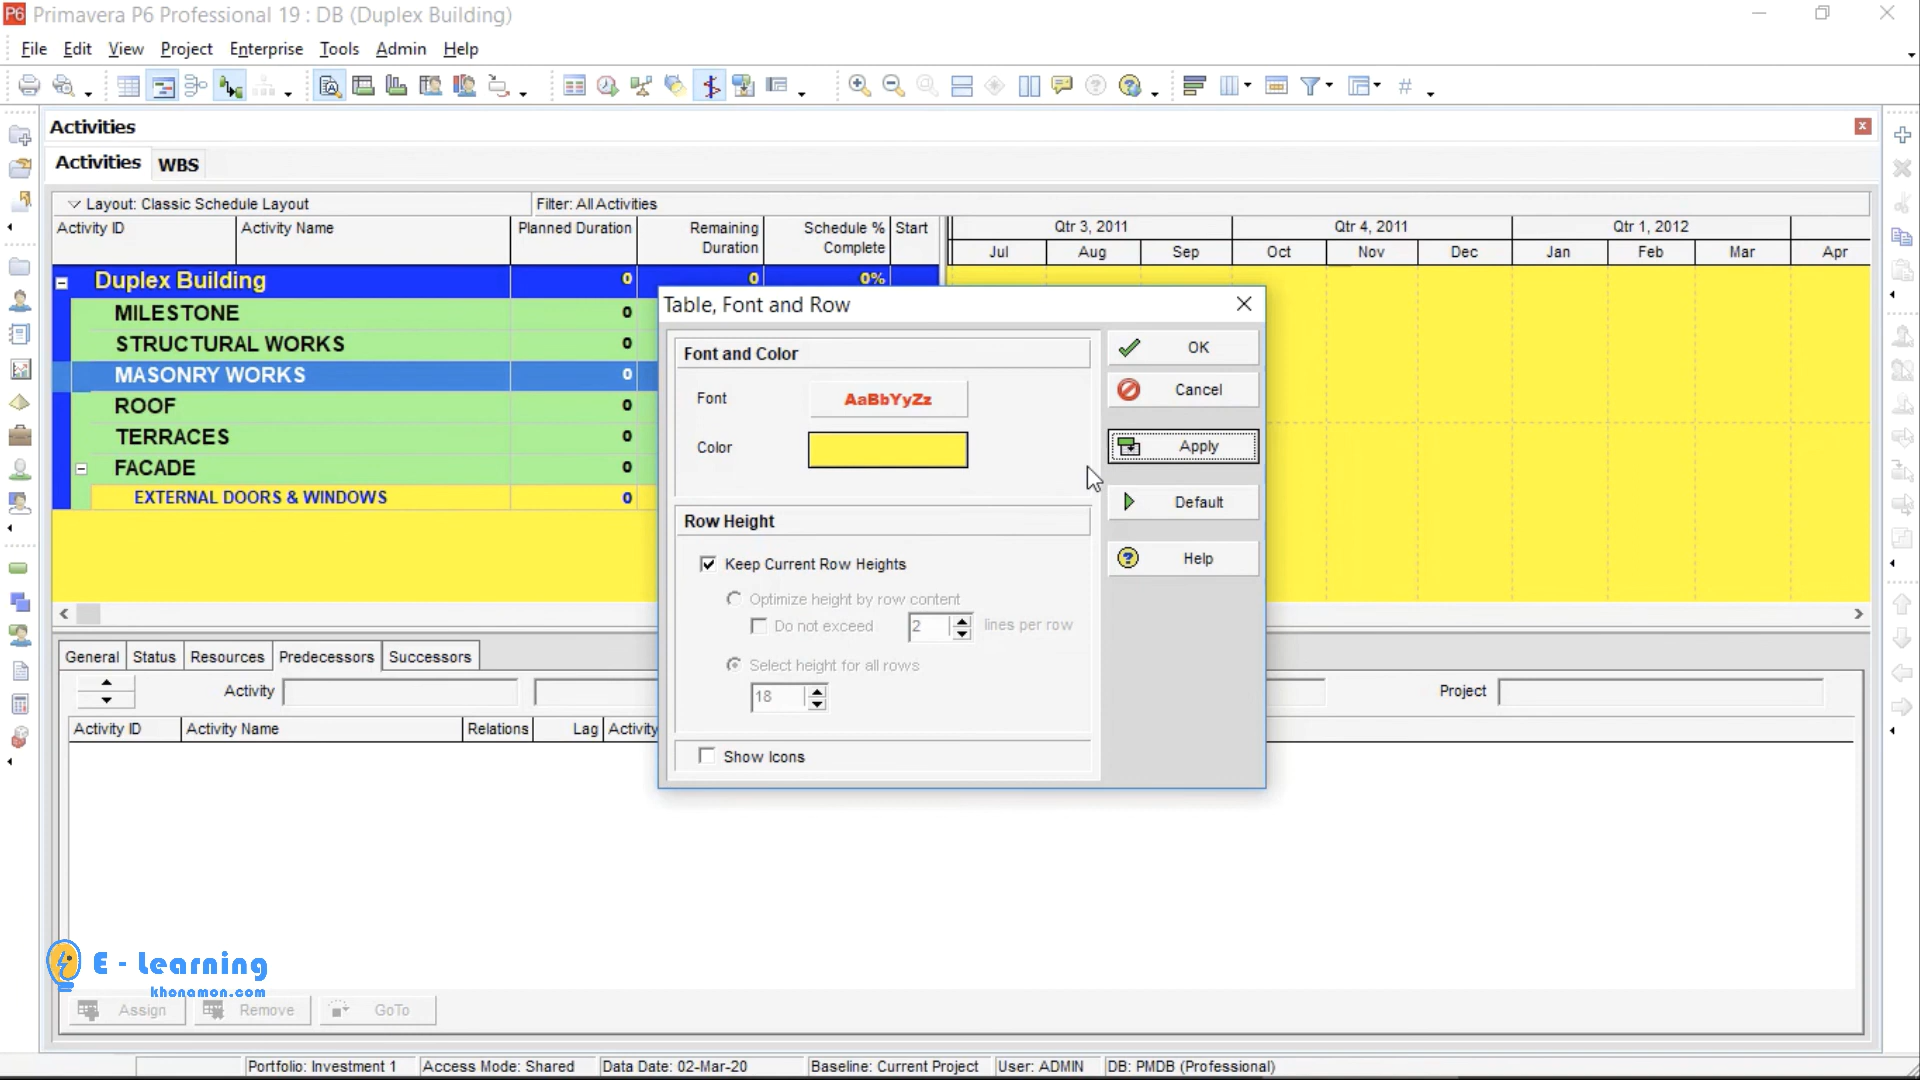 P6 Primavera P6 Professional 19 : DB (Duplex Building)
File Edit View Project Enterprise Tools Admin Help
Activities
Activities WBS
Layout: Classic Schedule Layout Filter: All Activities
Activity ID Activity Name Planned Duration Remaining Duration Schedule % Complete Start
Qtr 3, 2011 Qtr 4, 2011 Qtr 1, 2012
Jul Aug Sep Oct Nov Dec Jan Feb Mar Apr
Duplex Building 0 0 0%
MILESTONE 0
STRUCTURAL WORKS 0
MASONRY WORKS 0
ROOF 0
TERRACES 0
FACADE 0
EXTERNAL DOORS & WINDOWS 0
Table, Font and Row
Font and Color
Font AaBbYyZz
Color
Row Height
Keep Current Row Heights
Optimize height by row content
Do not exceed 2 lines per row
Select height for all rows
18
Show Icons
OK
Cancel
Apply
Default
Help
General Status Resources Predecessors Successors
Activity Project
Activity ID Activity Name Relations Lag Activity
E - Learning
khonamon.com
Assign Remove GoTo
Portfolio: Investment 1 Access Mode: Shared Data Date: 02-Mar-20 Baseline: Current Project User: ADMIN DB: PMDB (Professional)